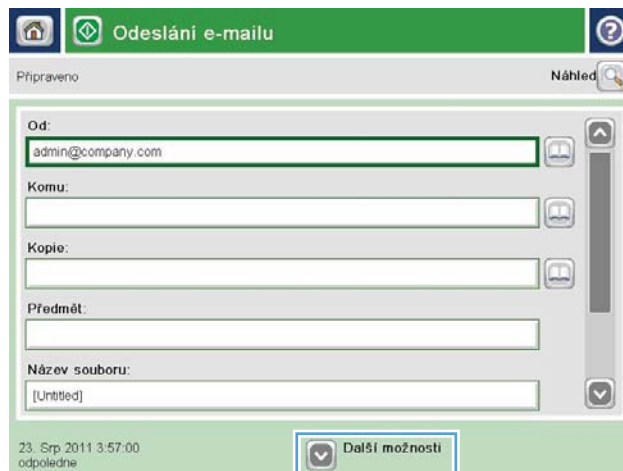 Odeslání e-mailu
Připraveno
Náhled
Od:
admin@company.com
Komu:
Kopie:
Předmět:
Název souboru:
[Untitled]
23. Srp 2011 3:57:00
odpoledne
Další možnosti